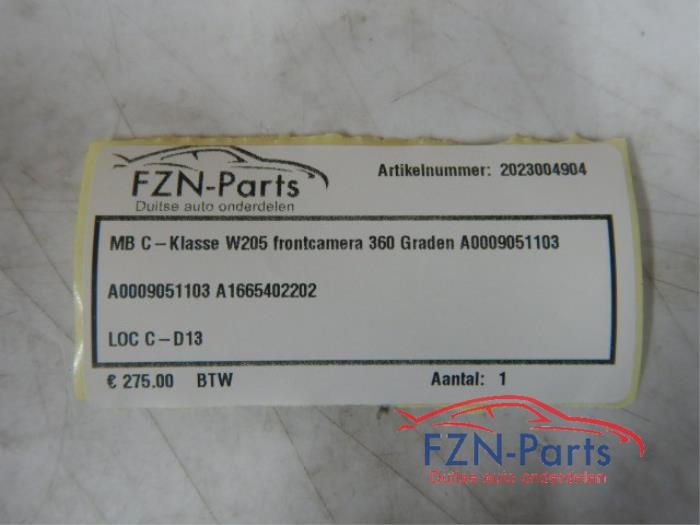 FZN-Parts
Duitse auto onderdelen
Artikelnummer: 2023004904
MB C-Klasse W205 frontcamera 360 Graden A0009051103
A0009051103 A1665402202
LOC C-D13
€ 275.00 BTW
Aantal: 1
FZN-Parts
Duitse auto onderdelen